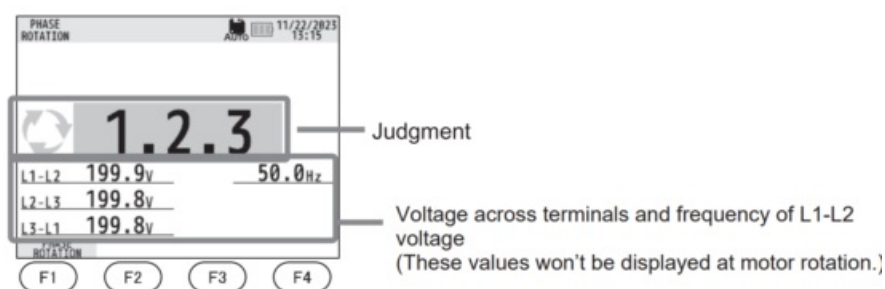 PHASE
ROTATION
AUTO
11/22/2023
13:15
1.2.3
Judgment
L1-L2 199.9V 50.0Hz
L2-L3 199.8V
L3-L1 199.8V
Voltage across terminals and frequency of L1-L2
voltage
(These values won't be displayed at motor rotation.)
PHASE
ROTATION
F1 F2 F3 F4